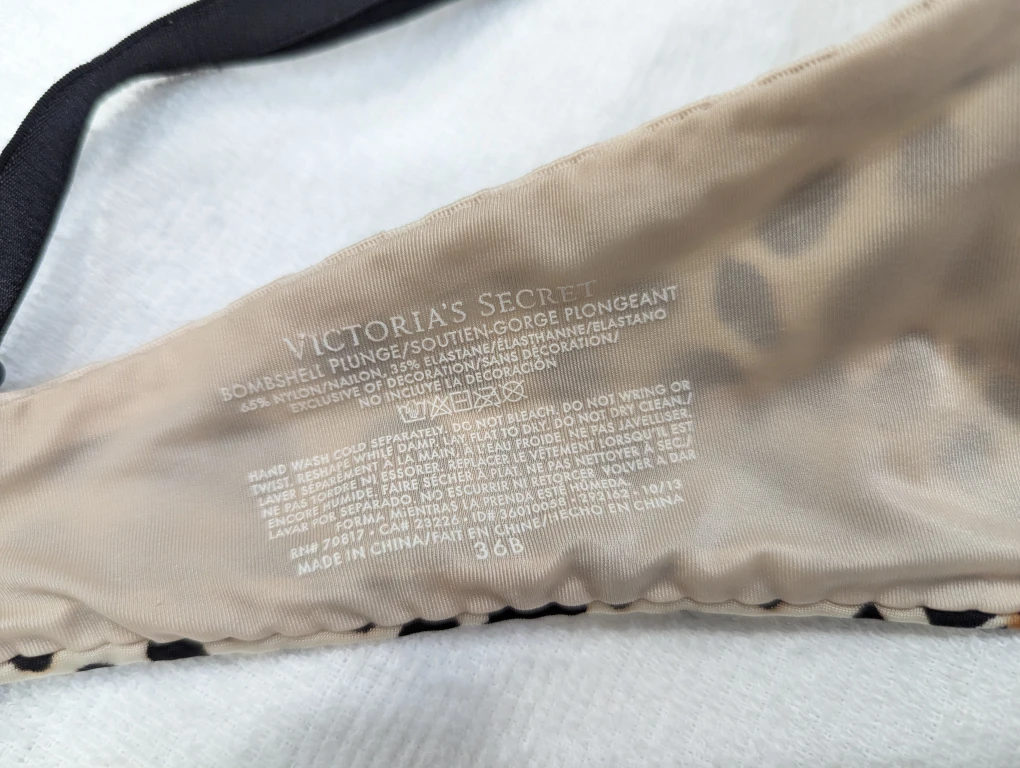 VICTORIA'S SECRET
BOMBSHELL PLUNGE/SOUTIEN-GORGE PLONGEANT
65% NYLON/NAILON, 35% ELASTANE/ELASTHANNE/ELASTANO
EXCLUSIVE OF DECORATION/SANS DÉCORATION/
NO INCLUYE LA DECORACIÓN
HAND WASH COLD SEPARATELY. DO NOT BLEACH. DO NOT WRING OR
TWIST. RESHAPE WHILE DAMP. LAY FLAT TO DRY. DO NOT DRY CLEAN./
LAVER SÉPARÉMENT À LA MAIN, À L'EAU FROIDE. NE PAS JAVELLISER.
NE PAS TORDRE NI ESSORER. REPLACER LE VÊTEMENT LORSQU'IL EST
ENCORE HUMIDE. FAIRE SÉCHER À PLAT. NE PAS NETTOYER À SEC./
LAVAR POR SEPARADO. NO ESCURRIR NI RETORCER. VOLVER A DAR
FORMA MIENTRAS LA PRENDA ESTÉ HÚMEDA.
RN# 70817 • CA# 23226 • 292162 • 10/13
MADE IN CHINA/FAIT EN CHINE/HECHO EN CHINA
36B